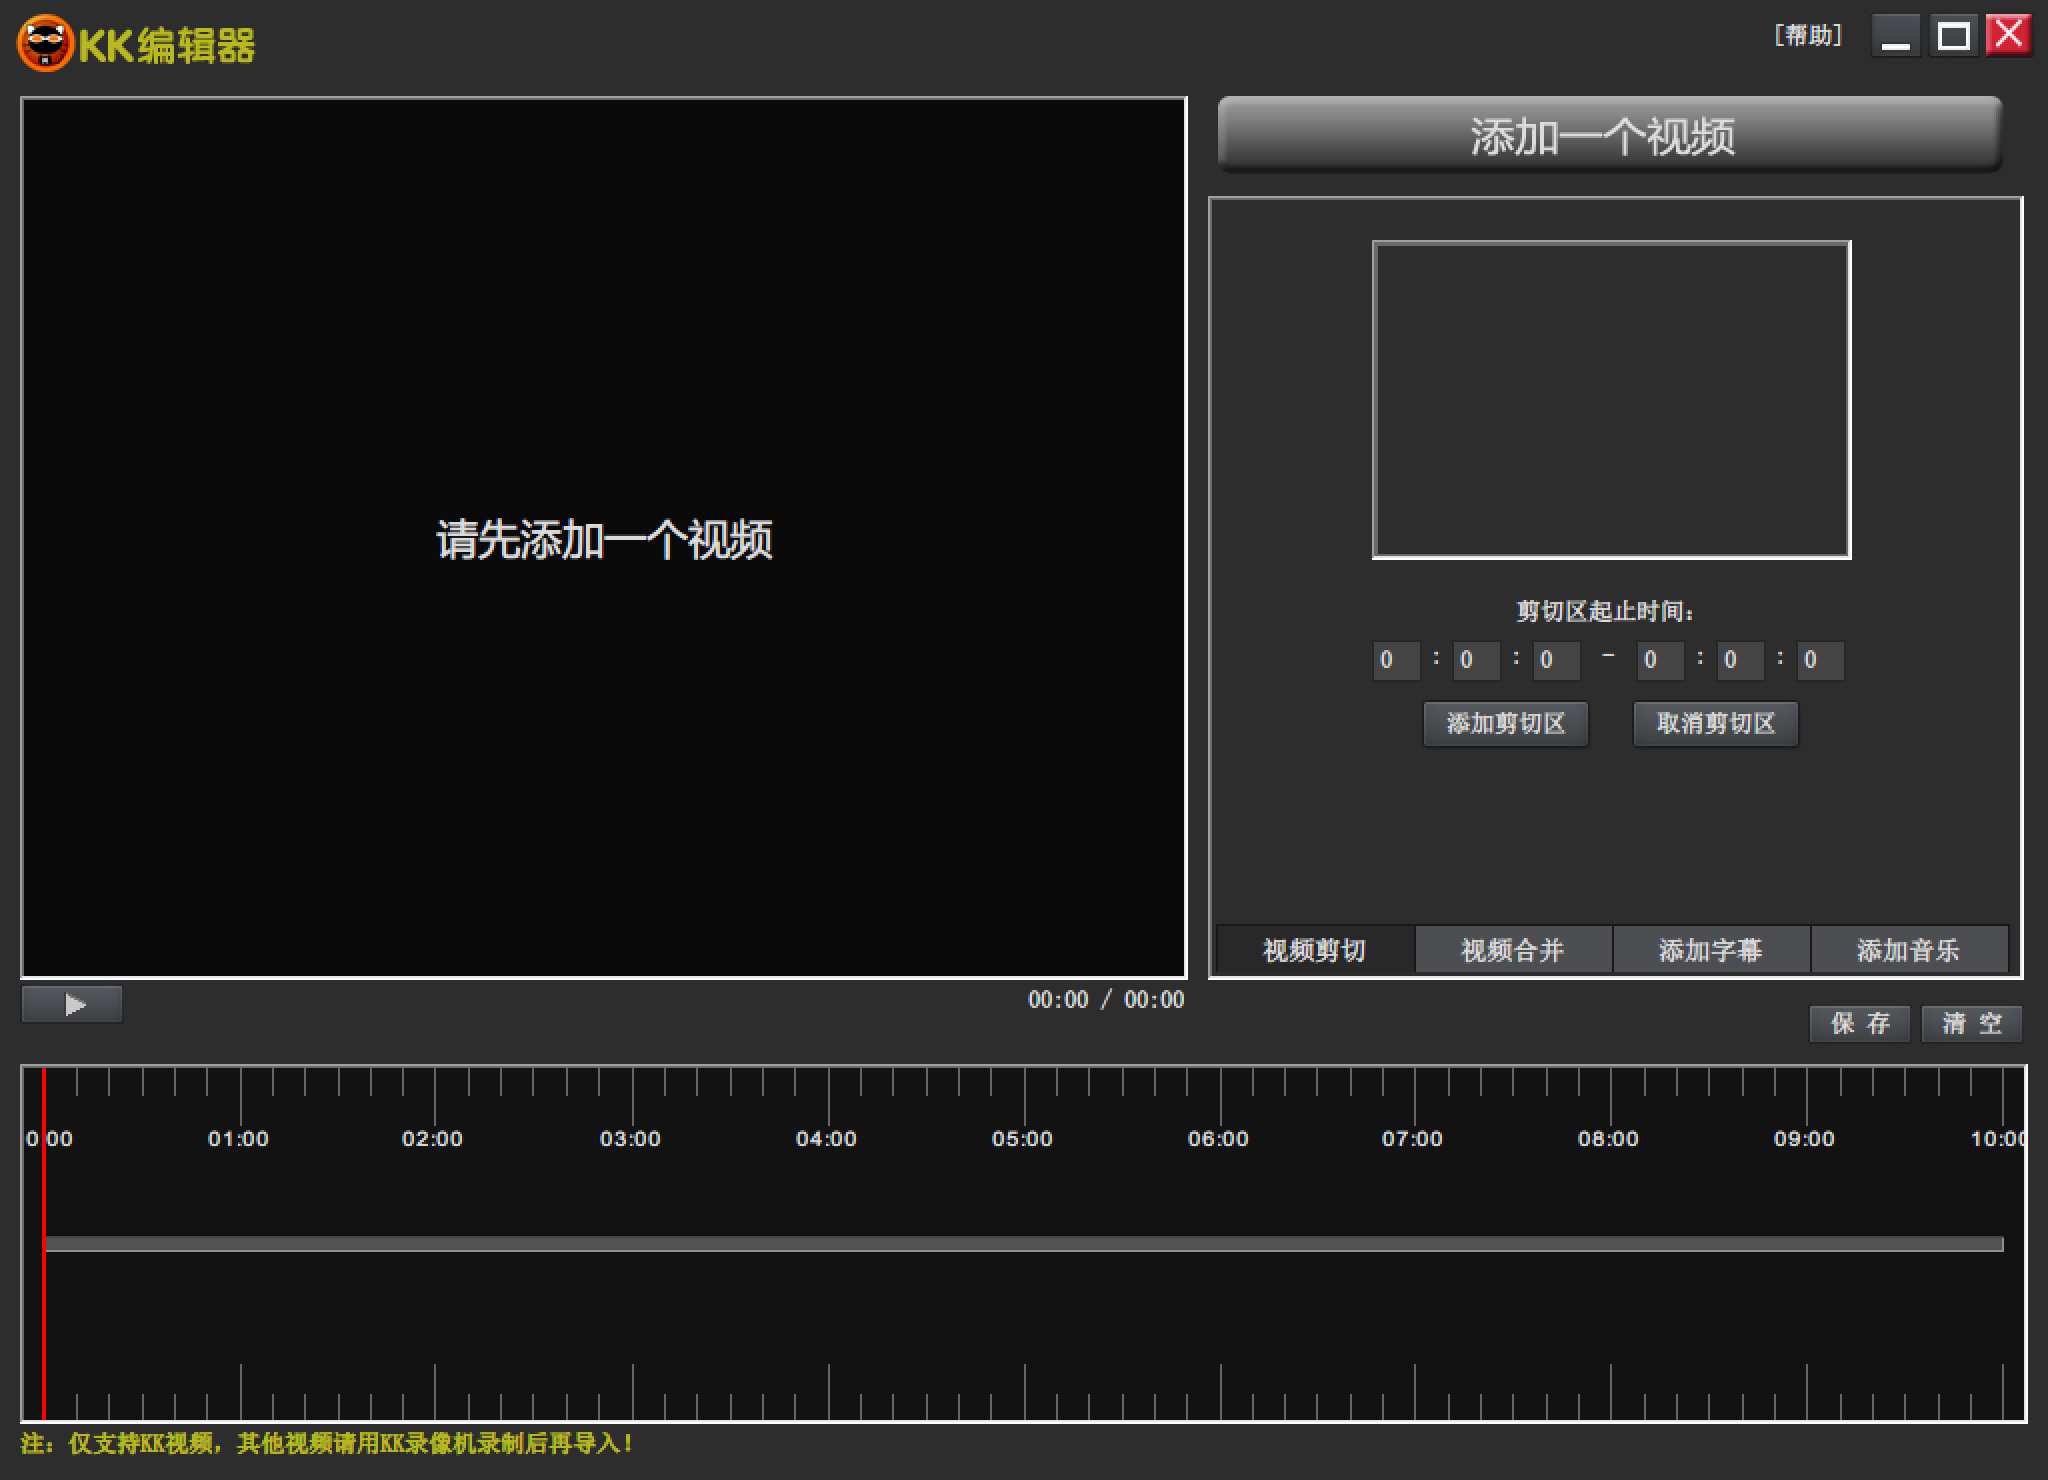 KK编辑器
[帮助]
添加一个视频
请先添加一个视频
剪切区起止时间：
0 : 0 : 0 - 0 : 0 : 0
添加剪切区 取消剪切区
视频剪切 视频合并 添加字幕 添加音乐
00:00 / 00:00
保 存 清 空
0:00 01:00 02:00 03:00 04:00 05:00 06:00 07:00 08:00 09:00 10:00
注：仅支持KK视频，其他视频请用KK录像机录制后再导入！